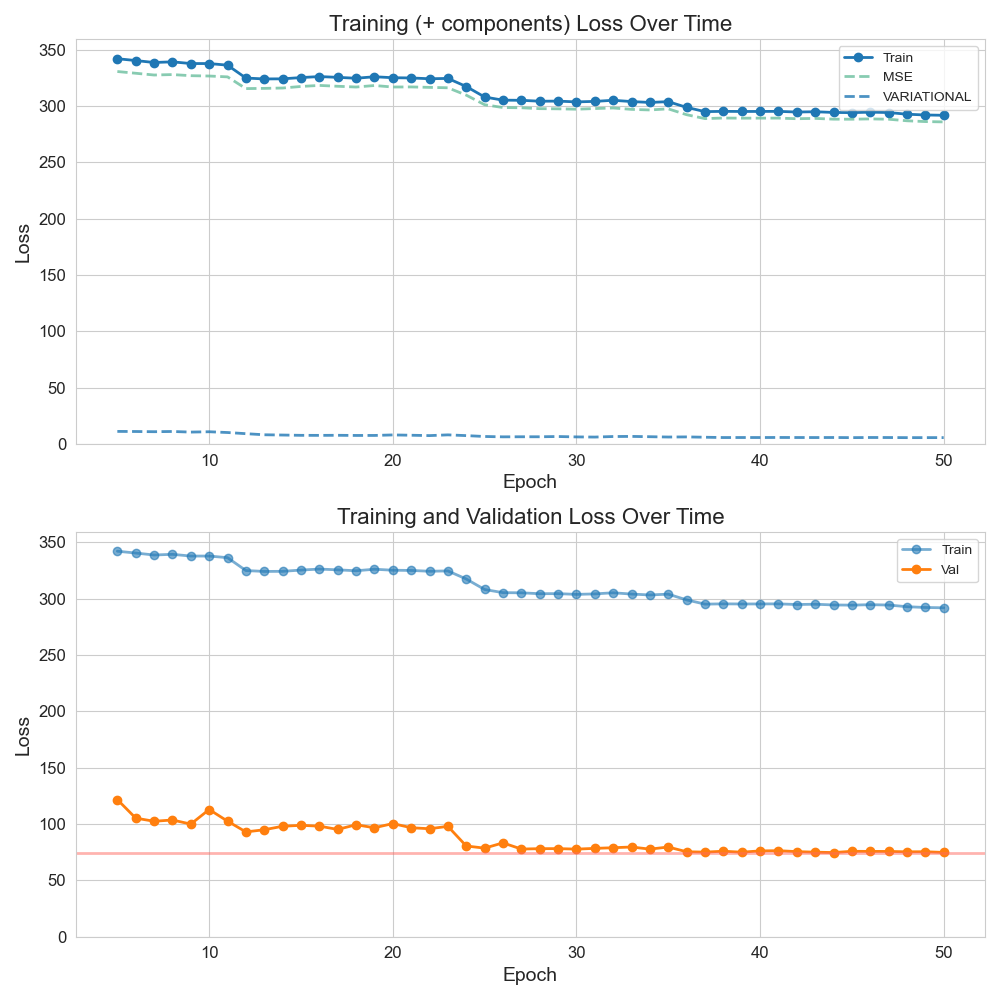 Training (+ components) Loss Over Time
350
300
250
200
150
100
50
0
Loss
Train
MSE
VARIATIONAL
10 20 30 40 50
Epoch
Training and Validation Loss Over Time
350
300
250
200
150
100
50
0
Loss
Train
Val
10 20 30 40 50
Epoch